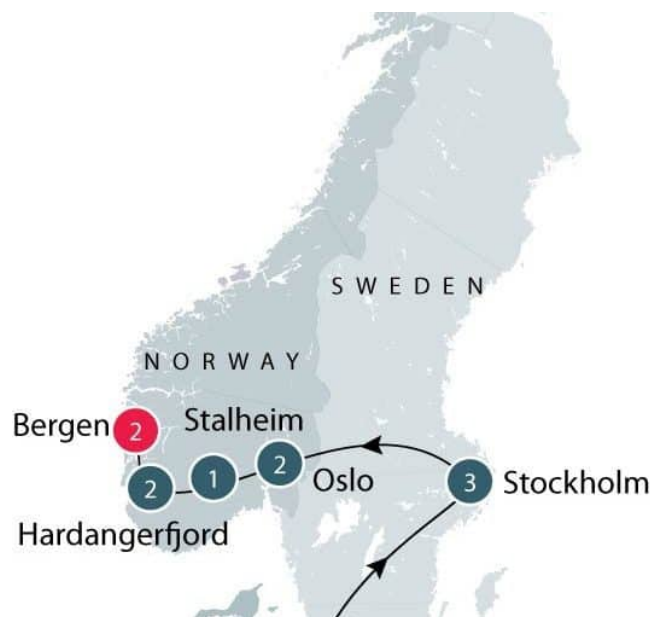 SWEDEN
NORWAY
Bergen 2
Stalheim
2
Oslo
1
2
3 Stockholm
Hardangerfjord